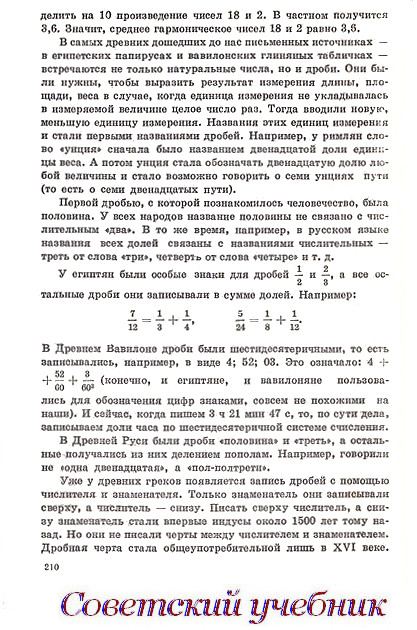 делить на 10 произведение чисел 18 и 2. В частном получится
3,6. Значит, среднее гармоническое чисел 18 и 2 равно 3,6.
В самых древних дошедших до нас письменных источниках —
в египетских папирусах и вавилонских глиняных табличках —
встречаются не только натуральные числа, но и дроби. Они бы-
ли нужны, чтобы выразить результат измерения длины, пло-
щади, веса в случае, когда единица измерения не укладывалась
в измеряемой величине целое число раз. Тогда вводили новую,
меньшую единицу измерения. Названия этих единиц измерения
и стали первыми названиями дробей. Например, у римлян сло-
во «унция» сначала было названием двенадцатой доли едини-
цы веса. А потом унция стала обозначать двенадцатую долю лю-
бой величины и стало возможно говорить о семи унциях пути
(то есть о семи двенадцатых пути).
Первой дробью, с которой познакомилось человечество, была
половина. У всех народов название половины не связано с чис-
лительным «два». В то же время, например, в русском языке
названия всех долей связаны с названиями числительных —
треть от слова «три», четверть от слова «четыре» и т. д.
У египтян были особые знаки для дробей 1/2 и 2/3, а все ос-
тальные дроби они записывали в сумме долей. Например:
7/12 = 1/3 + 1/4, 5/24 = 1/8 + 1/12.
В Древнем Вавилоне дроби были шестидесятеричными, то есть
записывались, например, в виде 4; 52; 03. Это означало: 4 +
+ 52/60 + 3/60² (конечно, и египтяне, и вавилоняне пользова-
лись для обозначения цифр знаками, совсем не похожими на
наши). И сейчас, когда пишем 3 ч 21 мин 47 с, то, по сути дела,
записываем доли часа по шестидесятеричной системе счисления.
В Древней Руси были дроби «половина» и «треть», а осталь-
ные получались из них делением пополам. Например, говорили
не «одна двенадцатая», а «пол-полтрети».
Уже у древних греков появляется запись дробей с помощью
числителя и знаменателя. Только знаменатель они записывали
сверху, а числитель — снизу. Писать сверху числитель, а сни-
зу знаменатель стали впервые индусы около 1500 лет тому на-
зад. Но они не писали черты между числителем и знаменателем.
Дробная черта стала общеупотребительной лишь в XVI веке.
210
Советский учебник